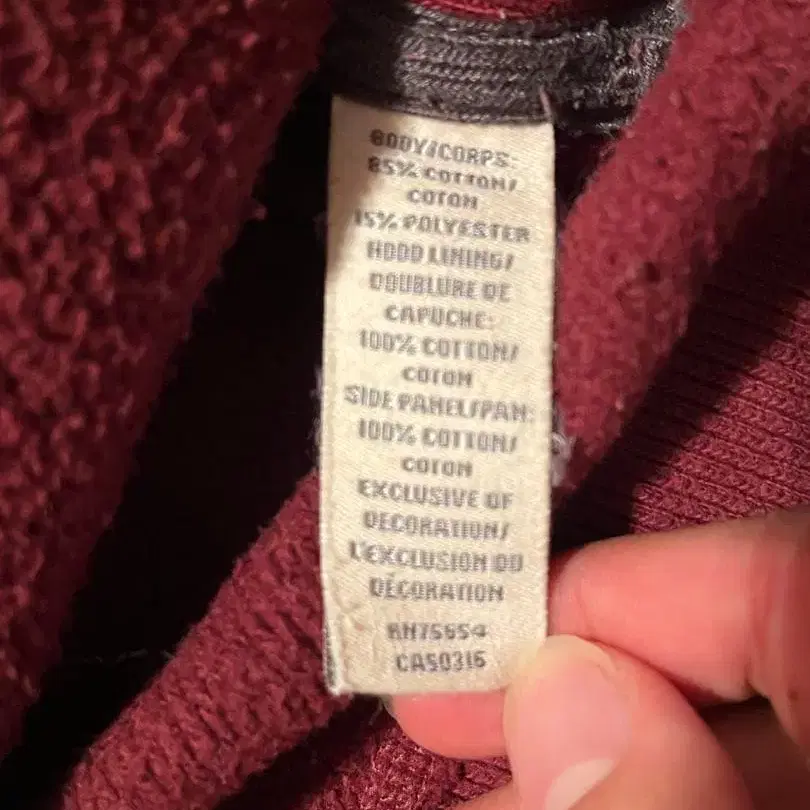 BODY/CORPS:
85% COTTON/
COTON
15% POLYESTER
HOOD LINING/
DOUBLURE DE
CAPUCHE:
100% COTTON/
COTON
SIDE PANEL/PAN:
100% COTTON/
COTON
EXCLUSIVE OF
DECORATION/
L'EXCLUSION DU
DÉCORATION
RN75654
CA50316